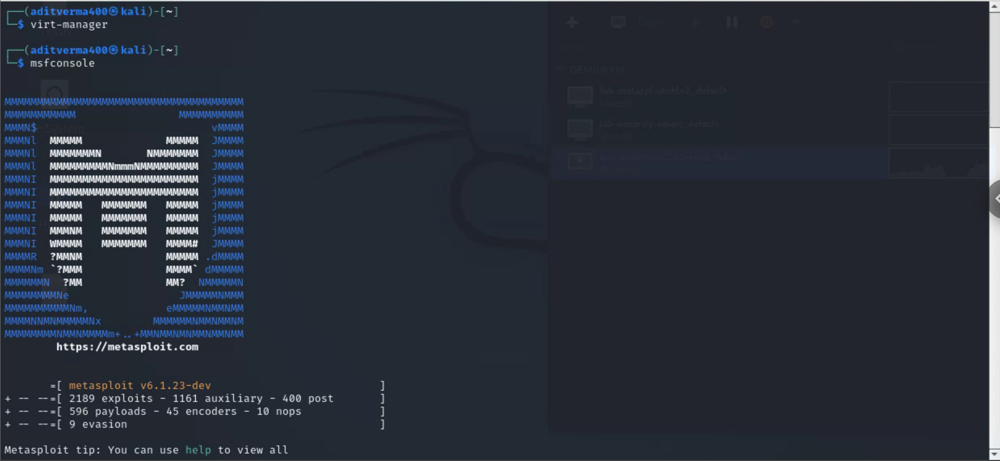 ┌──(aditverma400㉿kali)-[~]
└─$ virt-manager
┌──(aditverma400㉿kali)-[~]
└─$ msfconsole
MMMMMMMMMMMMMMMMMMMMMMMMMMMMMMMMMMMMM
MMMMMMMMMMM                MMMMMMMMMM
MMMN$                           vMMMM
MMMNl  MMMMM             MMMMM  JMMMM
MMMNl  MMMMMMMN       NMMMMMMM  JMMMM
MMMNl  MMMMMMMMMNmmmNMMMMMMMMM  JMMMM
MMMNI  MMMMMMMMMMMMMMMMMMMMMMM  jMMMM
MMMNI  MMMMMMMMMMMMMMMMMMMMMMM  jMMMM
MMMNI  MMMMM   MMMMMMM   MMMMM  jMMMM
MMMNI  MMMMM   MMMMMMM   MMMMM  jMMMM
MMMNI  MMMNM   MMMMMMM   MMMMM  jMMMM
MMMNI  WMMMM   MMMMMMM   MMMM#  JMMMM
MMMMR  ?MMNM             MMMMM .dMMMM
MMMMNm `?MMM             MMMM` dMMMMM
MMMMMMN  ?MM             MM?  NMMMMMN
MMMMMMMMNe                 JMMMMMNMMM
MMMMMMMMMMNm,            eMMMMMNMMNMM
MMMMNNMNMMMMMNx        MMMMMMNMMNMMNM
MMMMMMMMNMMNMMMMm+..+MMNMMNMNMMNMMNMM
https://metasploit.com
=[ metasploit v6.1.23-dev ]
+ -- --=[ 2189 exploits - 1161 auxiliary - 400 post ]
+ -- --=[ 596 payloads - 45 encoders - 10 nops ]
+ -- --=[ 9 evasion ]
Metasploit tip: You can use help to view all
Trash
Open
QEMU/KVM
lab-metasploitable3_default
Shutoff
lab-security-onion_default
Shutoff
System